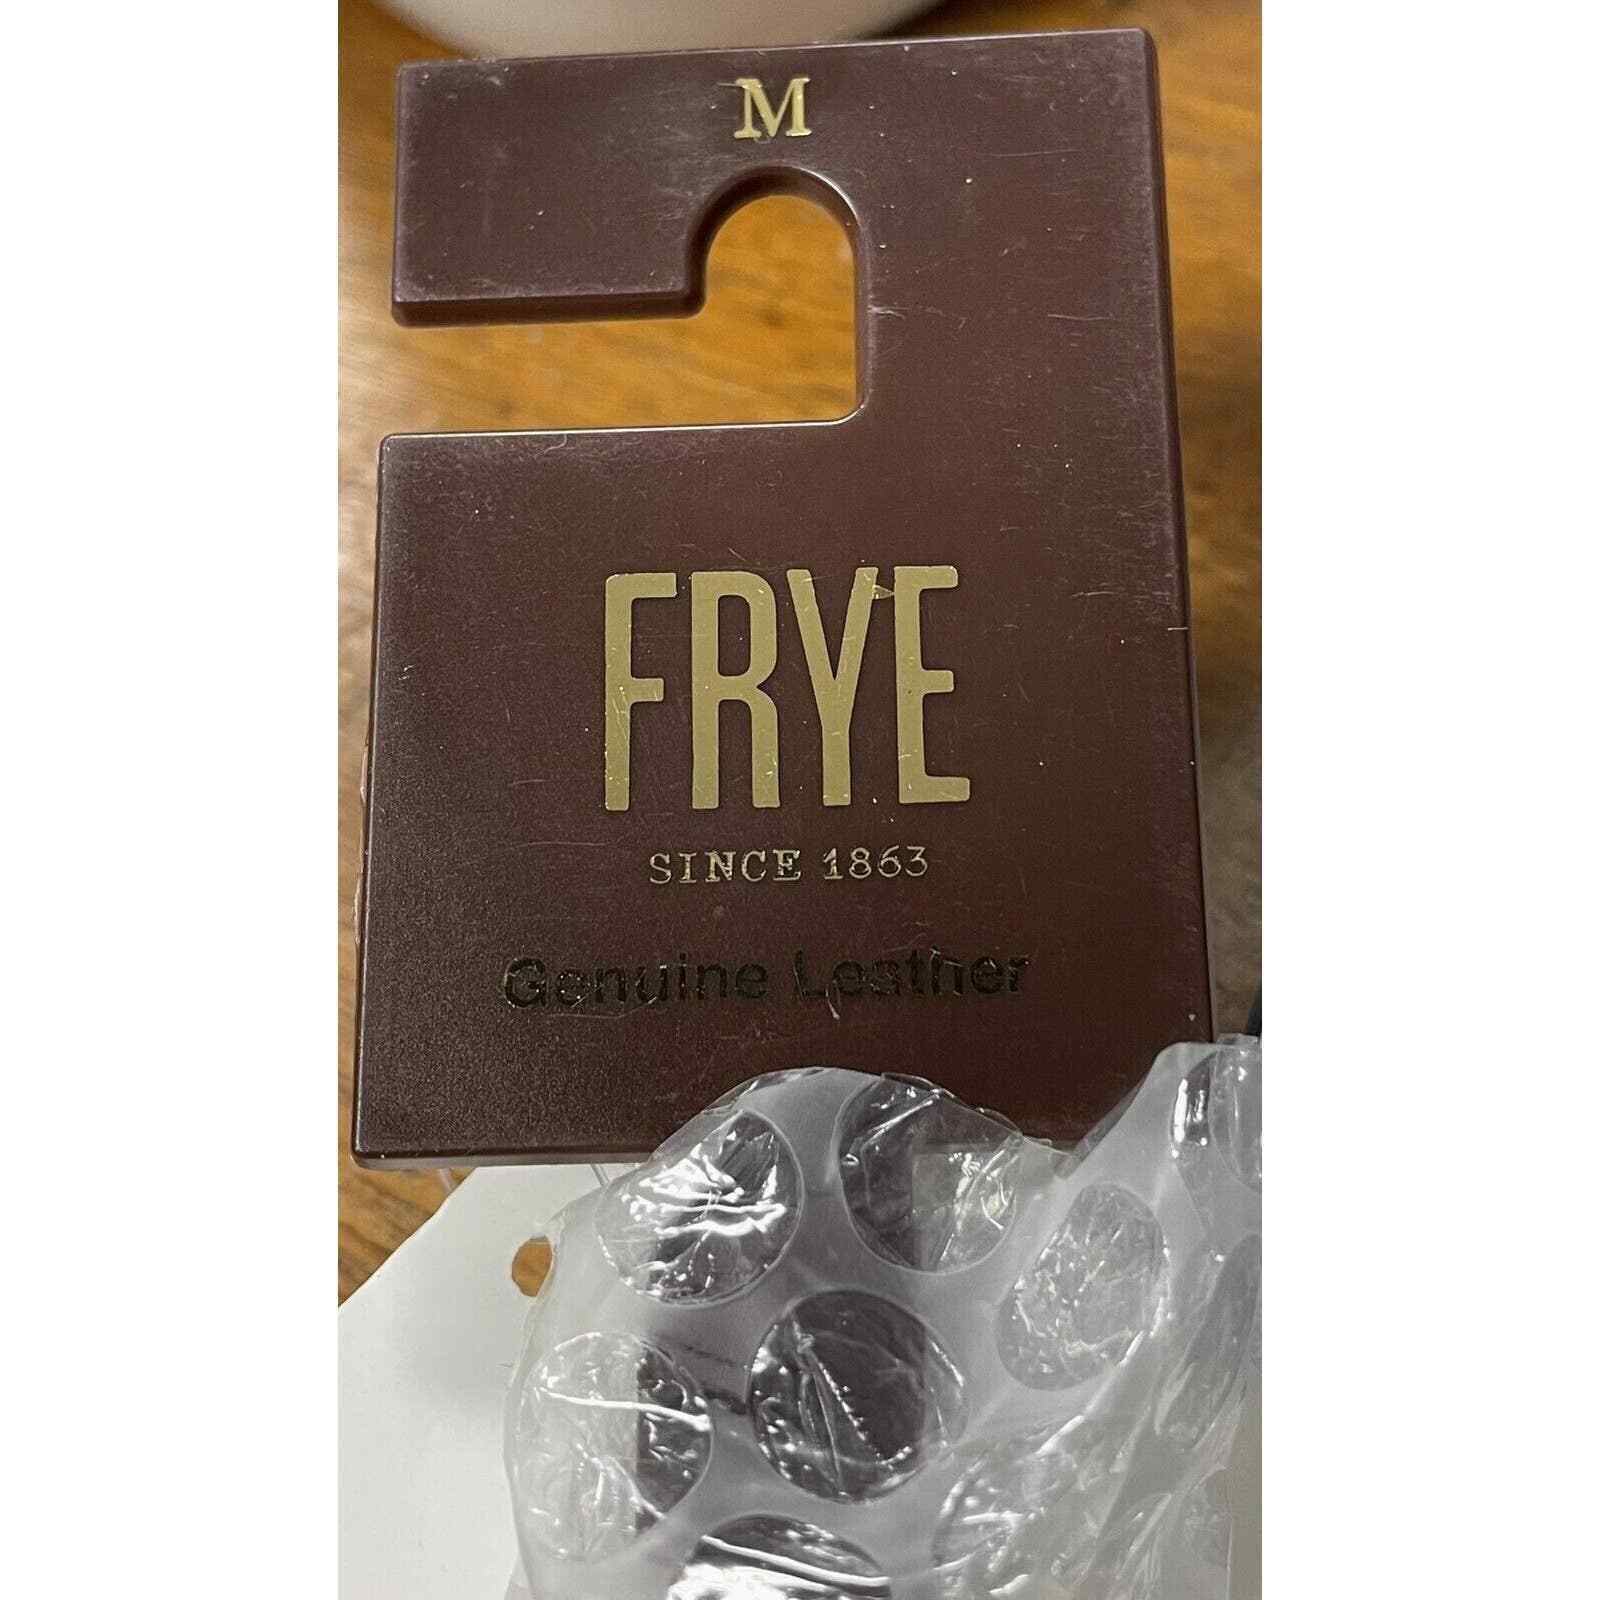 M
FRYE
SINCE 1863
Genuine Leather